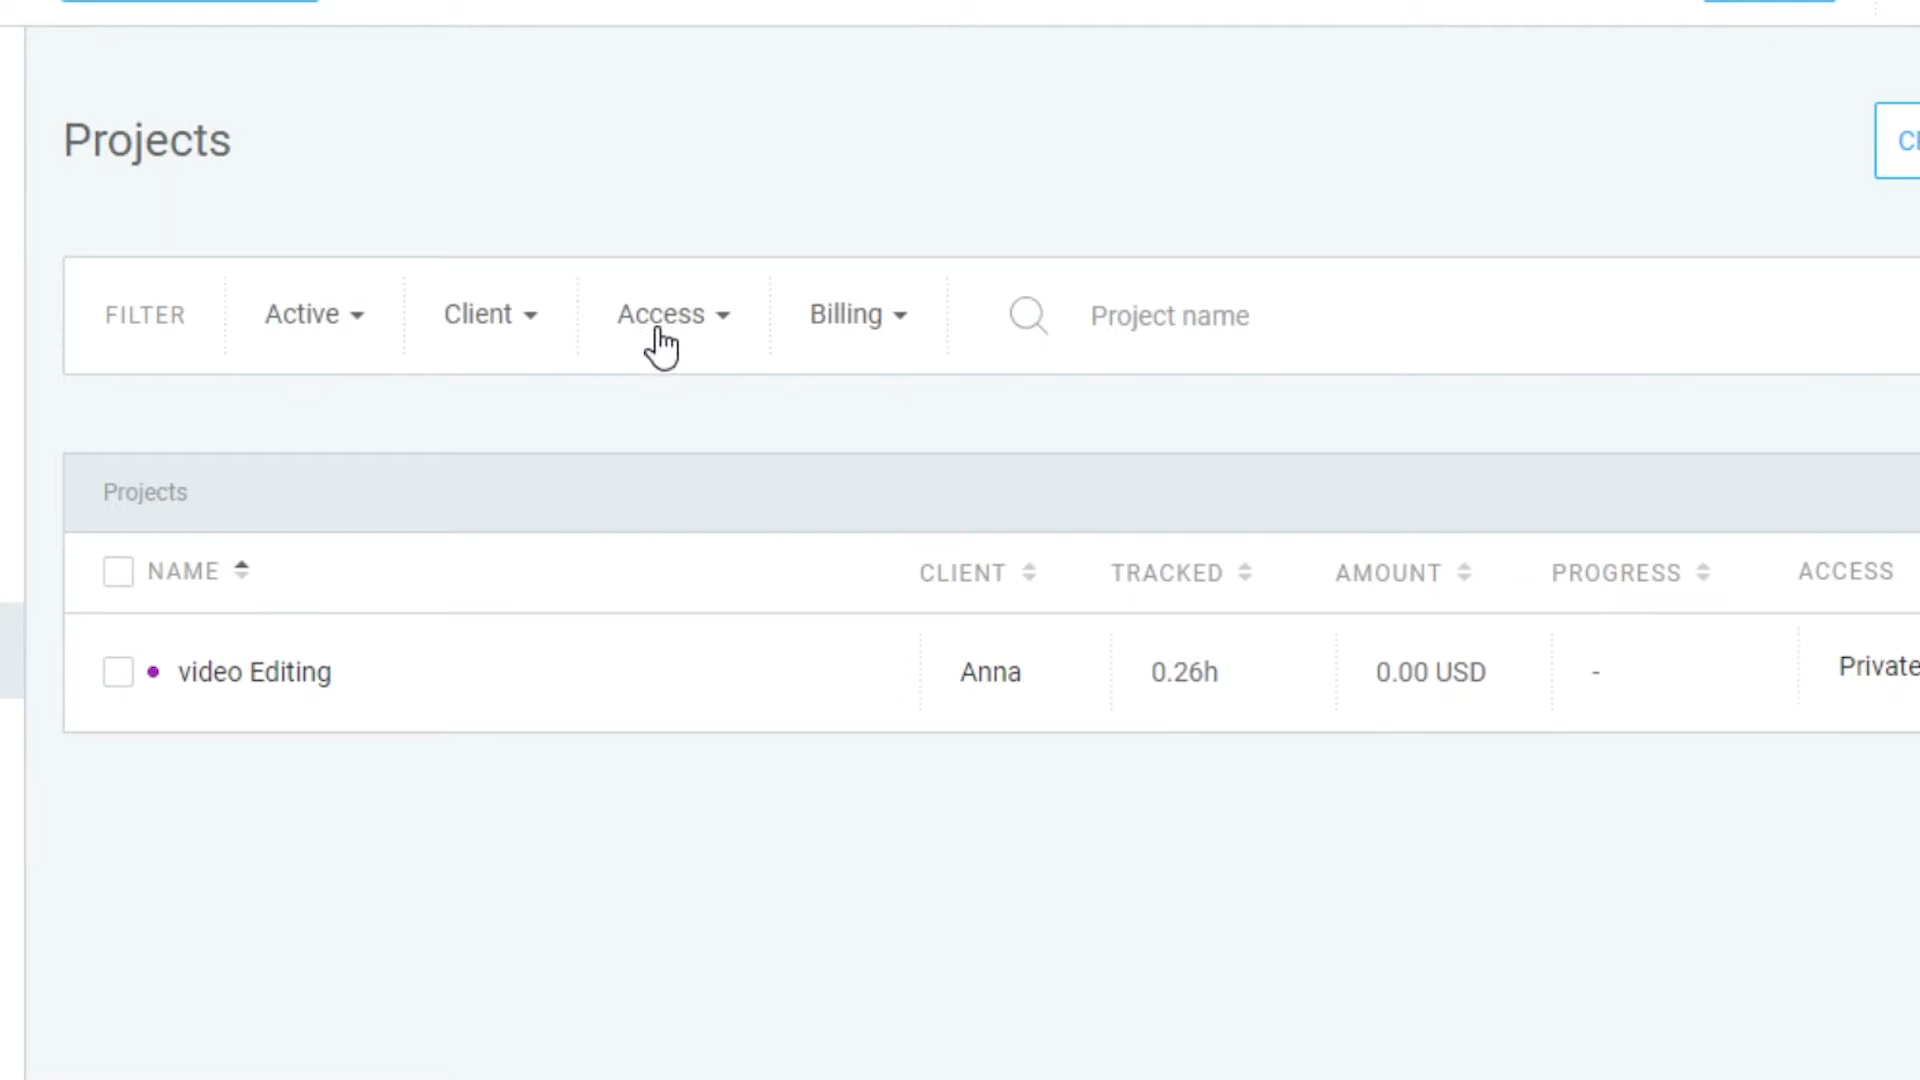 Projects
FILTER Active Client Access Billing Project name
Projects
NAME CLIENT TRACKED AMOUNT PROGRESS ACCESS
video Editing Anna 0.26h 0.00 USD - Private